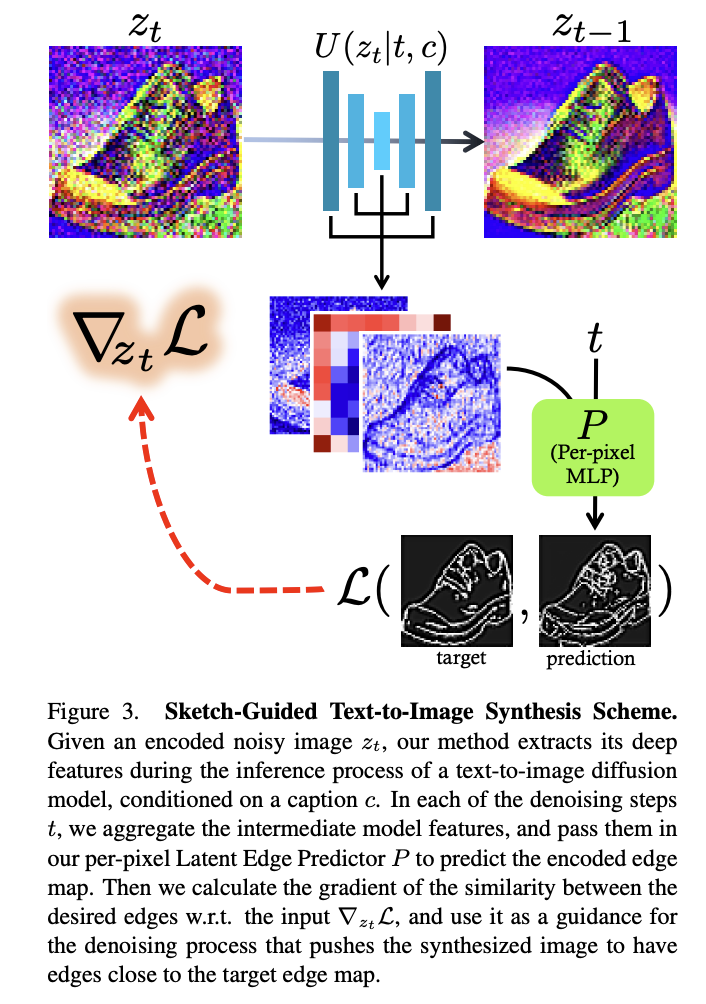 z_t
z_{t−1}
U(z_t|t, c)
∇_{z_t} ℒ
t
P
(Per-pixel
MLP)
ℒ( , )
target prediction
Figure 3. Sketch-Guided Text-to-Image Synthesis Scheme.
Given an encoded noisy image z_t, our method extracts its deep
features during the inference process of a text-to-image diffusion
model, conditioned on a caption c. In each of the denoising steps
t, we aggregate the intermediate model features, and pass them in
our per-pixel Latent Edge Predictor P to predict the encoded edge
map. Then we calculate the gradient of the similarity between the
desired edges w.r.t. the input ∇_{z_t}ℒ, and use it as a guidance for
the denoising process that pushes the synthesized image to have
edges close to the target edge map.